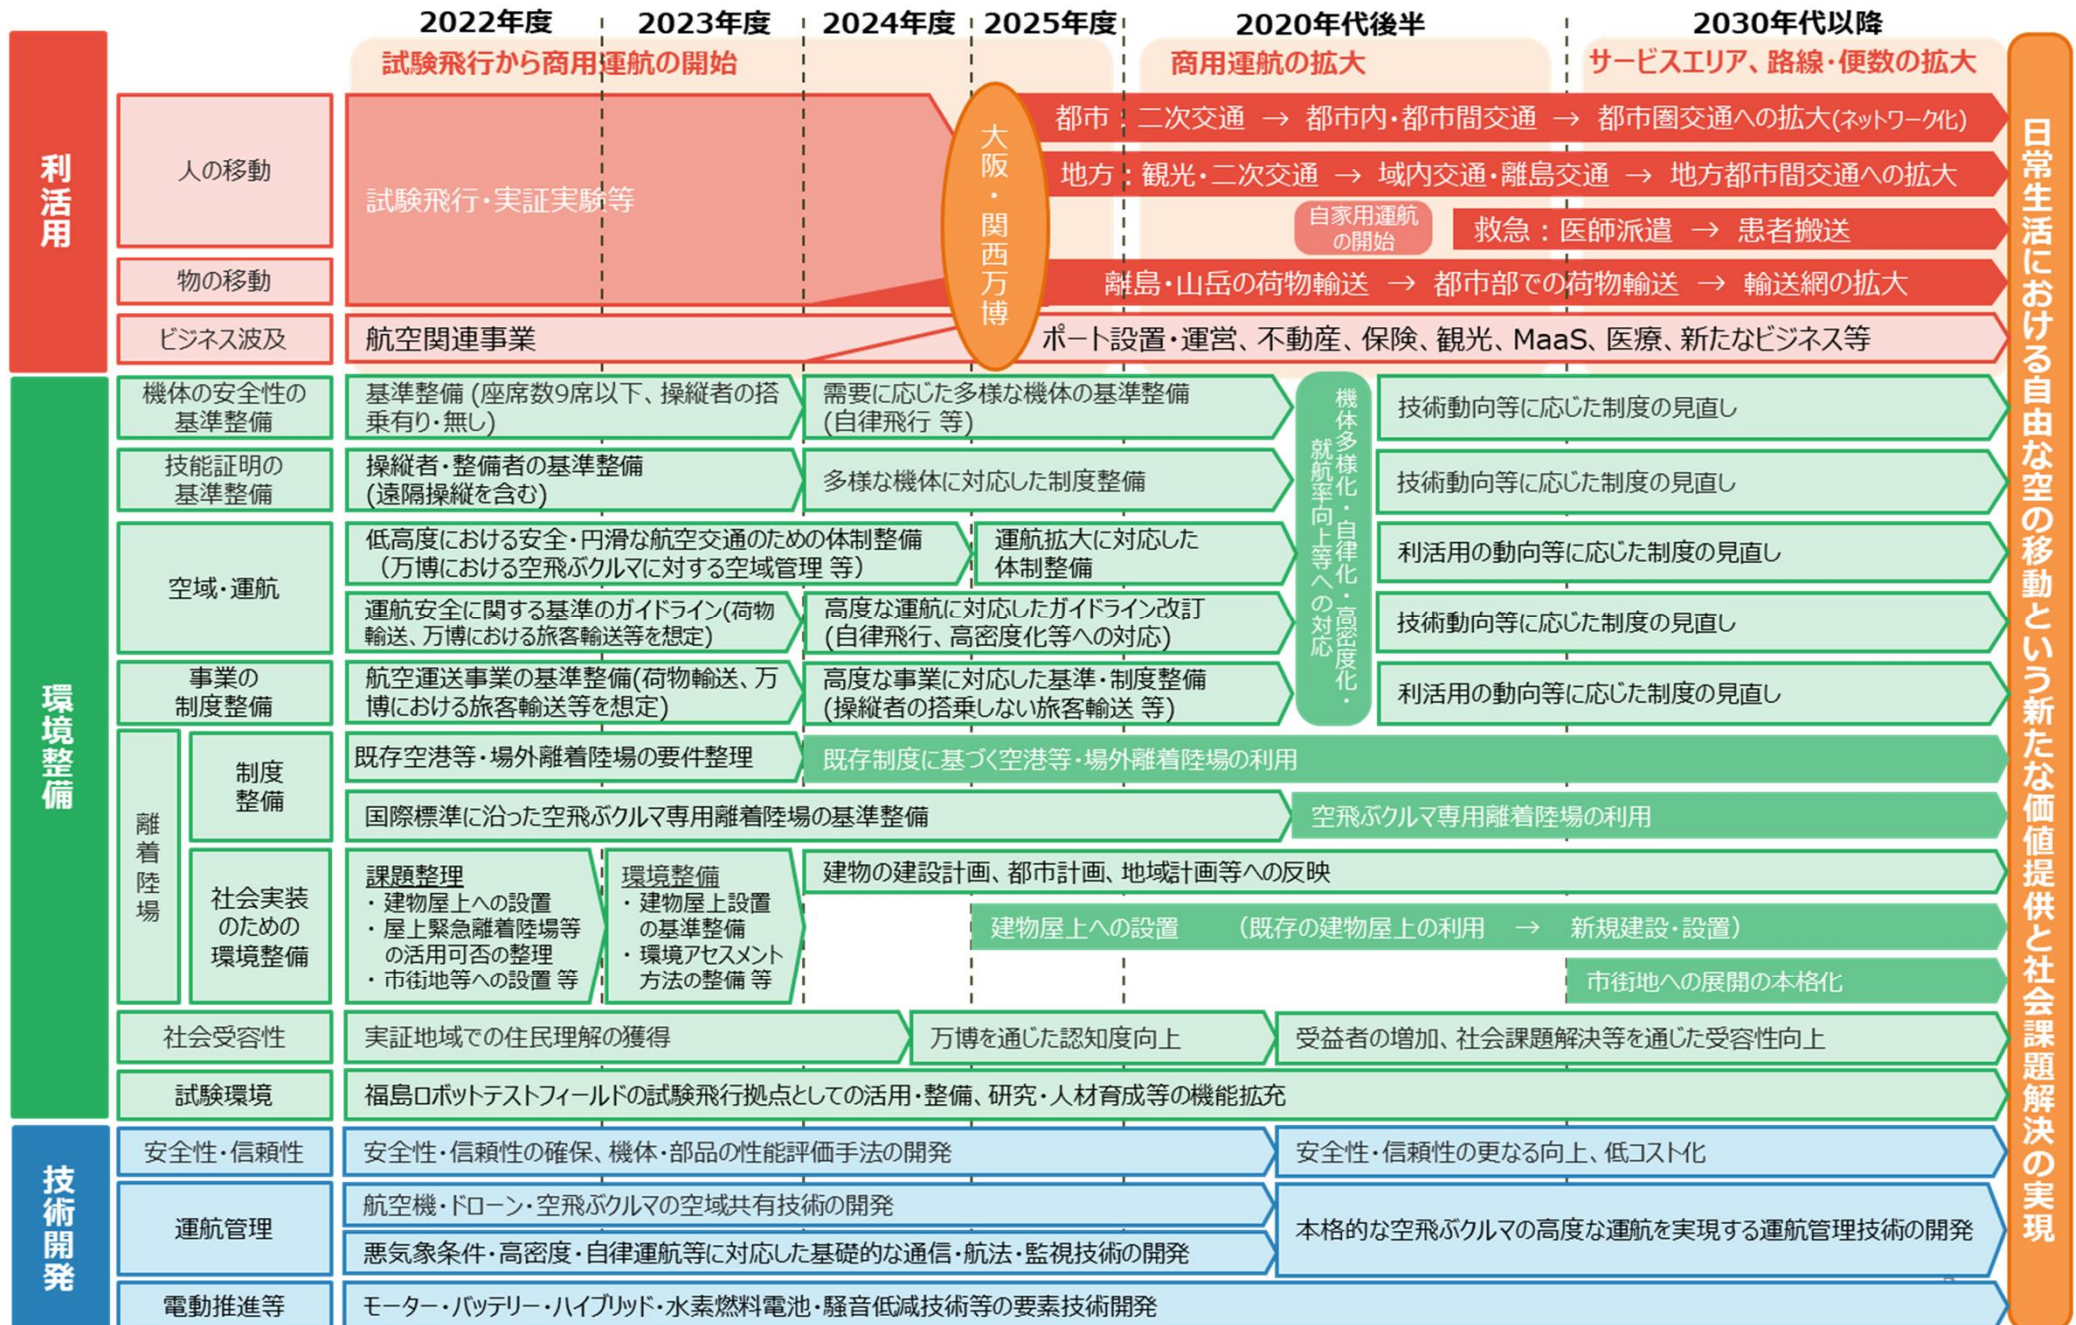 2022年度
2023年度
2024年度
2025年度
2020年代後半
2030年代以降
試験飛行から商用運航の開始
商用運航の拡大
サービスエリア、路線・便数の拡大
利活用
人の移動
試験飛行・実証実験等
大阪・関西万博
都市：二次交通 → 都市内・都市間交通 → 都市圏交通への拡大(ネットワーク化)
地方：観光・二次交通 → 域内交通・離島交通 → 地方都市間交通への拡大
自家用運航
の開始
救急：医師派遣 → 患者搬送
物の移動
離島・山岳の荷物輸送 → 都市部での荷物輸送 → 輸送網の拡大
ビジネス波及
航空関連事業
ポート設置・運営、不動産、保険、観光、MaaS、医療、新たなビジネス等
環境整備
機体の安全性の
基準整備
基準整備 (座席数9席以下、操縦者の搭
乗有り・無し)
需要に応じた多様な機体の基準整備
(自律飛行 等)
機体多様化・自律化・高密度化・
就航率向上等への対応
技術動向等に応じた制度の見直し
技能証明の
基準整備
操縦者・整備者の基準整備
(遠隔操縦を含む)
多様な機体に対応した制度整備
技術動向等に応じた制度の見直し
空域・運航
低高度における安全・円滑な航空交通のための体制整備
（万博における空飛ぶクルマに対する空域管理 等）
運航拡大に対応した
体制整備
利活用の動向等に応じた制度の見直し
運航安全に関する基準のガイドライン(荷物
輸送、万博における旅客輸送等を想定)
高度な運航に対応したガイドライン改訂
(自律飛行、高密度化等への対応)
技術動向等に応じた制度の見直し
事業の
制度整備
航空運送事業の基準整備(荷物輸送、万
博における旅客輸送等を想定)
高度な事業に対応した基準・制度整備
(操縦者の搭乗しない旅客輸送 等)
利活用の動向等に応じた制度の見直し
離着陸場
制度
整備
既存空港等・場外離着陸場の要件整理
既存制度に基づく空港等・場外離着陸場の利用
国際標準に沿った空飛ぶクルマ専用離着陸場の基準整備
空飛ぶクルマ専用離着陸場の利用
社会実装
のための
環境整備
課題整理
・建物屋上への設置
・屋上緊急離着陸場等
の活用可否の整理
・市街地等への設置 等
環境整備
・建物屋上設置
の基準整備
・環境アセスメント
方法の整備 等
建物の建設計画、都市計画、地域計画等への反映
建物屋上への設置 （既存の建物屋上の利用 → 新規建設・設置）
市街地への展開の本格化
社会受容性
実証地域での住民理解の獲得
万博を通じた認知度向上
受益者の増加、社会課題解決等を通じた受容性向上
試験環境
福島ロボットテストフィールドの試験飛行拠点としての活用・整備、研究・人材育成等の機能拡充
技術開発
安全性・信頼性
安全性・信頼性の確保、機体・部品の性能評価手法の開発
安全性・信頼性の更なる向上、低コスト化
運航管理
航空機・ドローン・空飛ぶクルマの空域共有技術の開発
悪気象条件・高密度・自律運航等に対応した基礎的な通信・航法・監視技術の開発
本格的な空飛ぶクルマの高度な運航を実現する運航管理技術の開発
電動推進等
モーター・バッテリー・ハイブリッド・水素燃料電池・騒音低減技術等の要素技術開発
日常生活における自由な空の移動という新たな価値提供と社会課題解決の実現